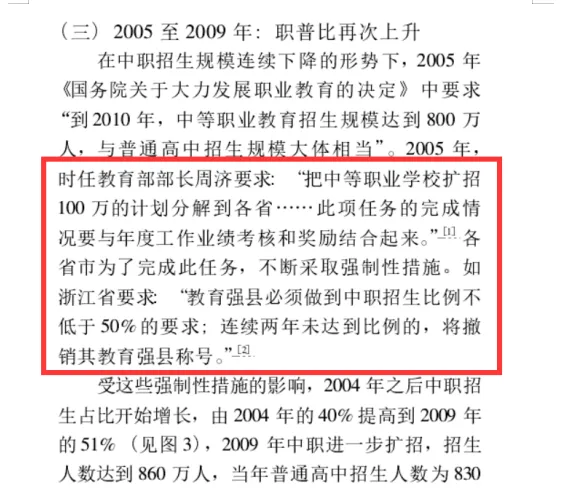 （三）2005 至 2009 年：职普比再次上升
在中职招生规模连续下降的形势下，2005 年
《国务院关于大力发展职业教育的决定》中要求
“到 2010 年，中等职业教育招生规模达到 800 万
人，与普通高中招生规模大体相当”。2005 年，
时任教育部部长周济要求：“把中等职业学校扩招
100 万的计划分解到各省……此项任务的完成情
况要与年度工作业绩考核和奖励结合起来。”[1]各
省市为了完成此任务，不断采取强制性措施。如
浙江省要求：“教育强县必须做到中职招生比例不
低于 50% 的要求；连续两年未达到比例的，将撤
销其教育强县称号。”[2]
受这些强制性措施的影响，2004 年之后中职招
生占比开始增长，由 2004 年的 40% 提高到 2009 年
的 51%（见图 3），2009 年中职进一步扩招，招生
人数达到 860 万人，当年普通高中招生人数为 830